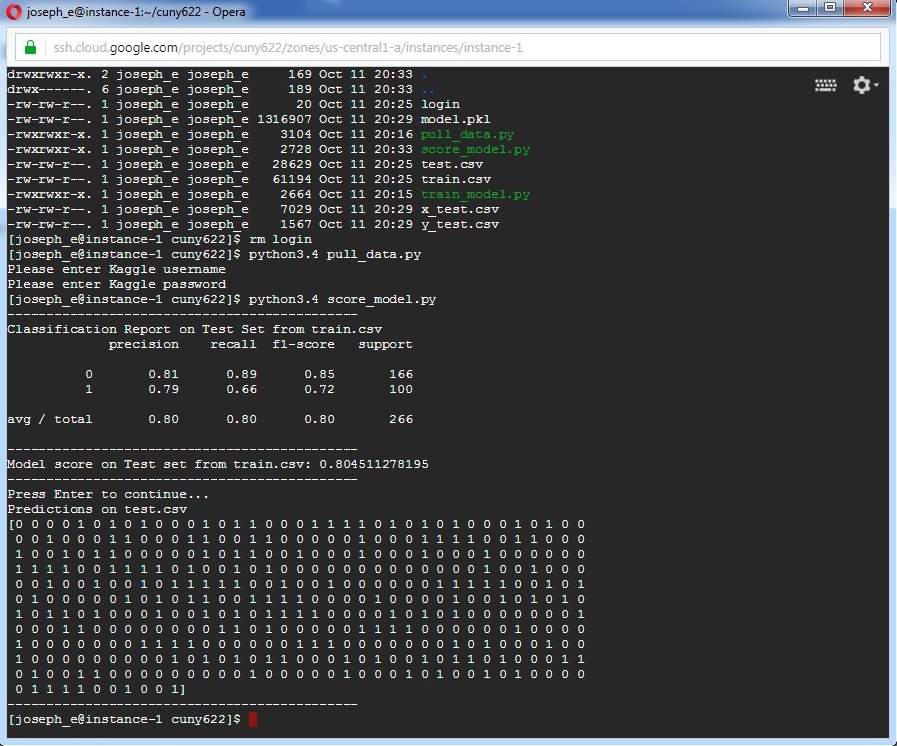 joseph_e@instance-1:~/cuny622 - Opera
ssh.cloud.google.com/projects/cuny622/zones/us-central1-a/instances/instance-1
drwxrwxr-x. 2 joseph_e joseph_e     169 Oct 11 20:33 .
drwx------. 6 joseph_e joseph_e     189 Oct 11 20:33 ..
-rw-rw-r--. 1 joseph_e joseph_e      20 Oct 11 20:25 login
-rw-rw-r--. 1 joseph_e joseph_e 1316907 Oct 11 20:29 model.pkl
-rwxrwxr-x. 1 joseph_e joseph_e    3104 Oct 11 20:16 pull_data.py
-rwxrwxr-x. 1 joseph_e joseph_e    2728 Oct 11 20:33 score_model.py
-rw-rw-r--. 1 joseph_e joseph_e   28629 Oct 11 20:25 test.csv
-rw-rw-r--. 1 joseph_e joseph_e   61194 Oct 11 20:25 train.csv
-rwxrwxr-x. 1 joseph_e joseph_e    2664 Oct 11 20:15 train_model.py
-rw-rw-r--. 1 joseph_e joseph_e    7029 Oct 11 20:29 x_test.csv
-rw-rw-r--. 1 joseph_e joseph_e    1567 Oct 11 20:29 y_test.csv
[joseph_e@instance-1 cuny622]$ rm login
[joseph_e@instance-1 cuny622]$ python3.4 pull_data.py
Please enter Kaggle username
Please enter Kaggle password
[joseph_e@instance-1 cuny622]$ python3.4 score_model.py
---------------------------------------------
Classification Report on Test Set from train.csv
             precision    recall  f1-score   support
          0       0.81      0.89      0.85       166
          1       0.79      0.66      0.72       100
avg / total       0.80      0.80      0.80       266
---------------------------------------------
Model score on Test set from train.csv: 0.804511278195
---------------------------------------------
Press Enter to continue...
Predictions on test.csv
[0 0 0 0 1 0 1 0 1 0 0 0 1 0 1 1 0 0 0 1 1 1 1 0 1 0 1 0 1 0 0 0 1 0 1 0 0
 0 0 1 0 0 0 1 1 0 0 0 1 1 0 0 1 1 0 0 0 0 1 1 0 0 0 1 1 1 1 0 0 1 1 0 0 0
 1 0 0 1 0 1 1 0 0 0 0 0 1 0 1 1 0 0 0 1 0 0 1 0 0 0 1 0 0 0 1 0 0 0 0 0 0
 1 1 1 1 0 0 1 1 1 1 0 1 0 0 1 0 0 0 0 0 0 0 0 0 0 0 0 0 0 1 0 0 1 0 0 0
 0 0 1 0 0 1 0 0 1 0 1 1 1 1 1 0 0 1 0 0 1 0 0 0 0 0 0 1 1 1 1 1 0 0 1 0 1
 0 1 0 0 0 0 0 1 0 1 0 1 1 0 0 1 1 1 1 0 0 0 0 1 0 0 0 0 1 0 0 1 0 1 0 1 0
 1 0 1 1 0 1 0 0 0 1 0 0 1 0 1 0 1 1 1 1 0 0 0 0 1 0 1 0 1 0 0 0 0 0 0 0 1
 0 0 0 1 1 0 0 0 0 0 0 0 0 1 1 0 1 0 0 0 0 0 1 1 1 1 0 0 0 0 0 0 0 1 0 0 0 0
 1 0 0 0 0 0 0 0 1 1 1 1 0 0 0 0 0 0 1 1 1 0 0 0 0 0 0 0 1 0 1 0 0 0 1 0 0
 1 0 0 0 0 0 0 0 0 0 1 0 1 0 1 0 1 1 0 0 0 1 0 1 0 0 1 0 1 1 0 1 0 0 0 1 1
 0 1 0 0 1 1 0 0 0 0 0 0 0 0 0 1 0 0 0 0 0 1 0 0 0 1 0 1 0 0 1 0 1 0 0 0 0
 0 1 1 1 1 0 0 1 0 0 1]
---------------------------------------------
[joseph_e@instance-1 cuny622]$